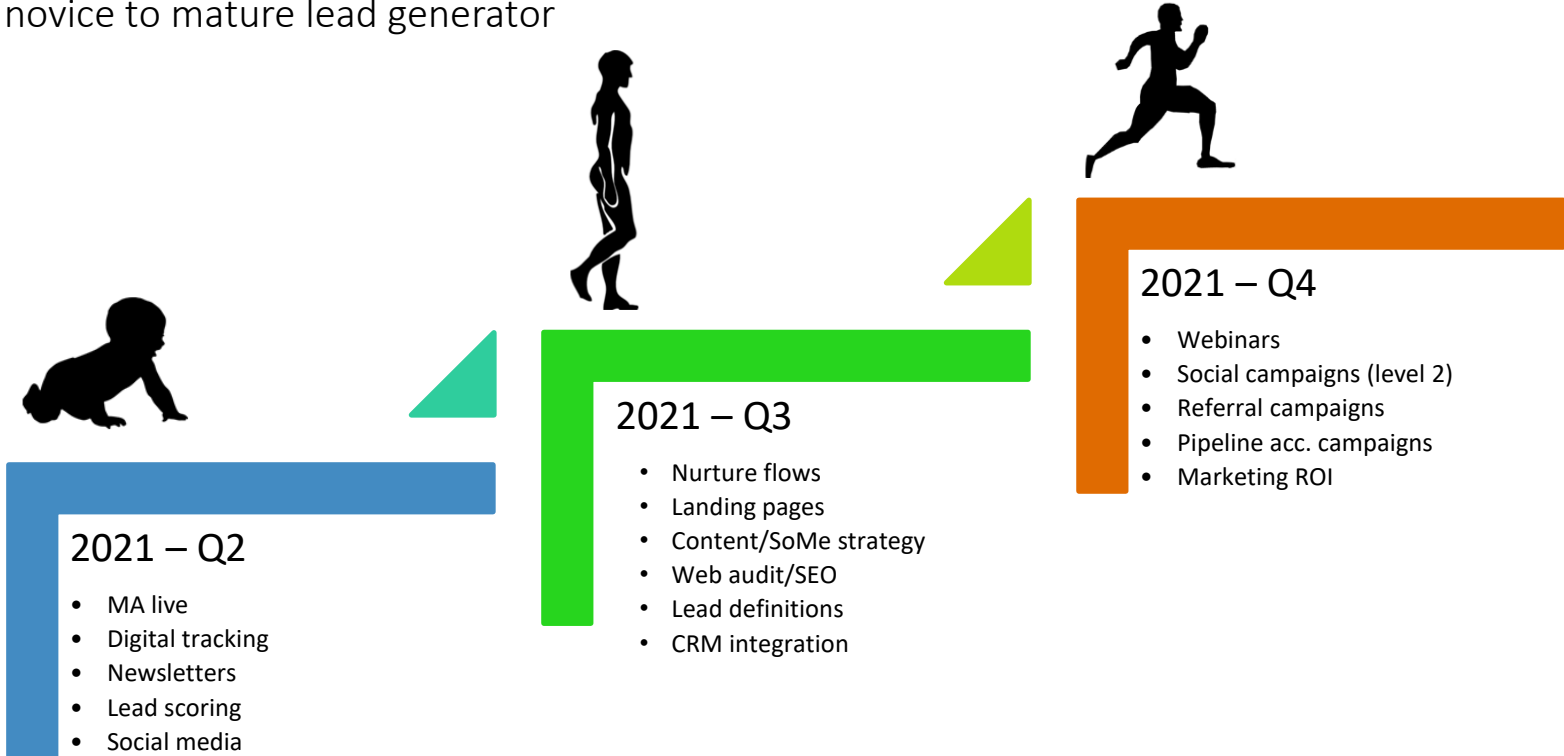 novice to mature lead generator
2021 – Q2
• MA live
• Digital tracking
• Newsletters
• Lead scoring
• Social media
2021 – Q3
• Nurture flows
• Landing pages
• Content/SoMe strategy
• Web audit/SEO
• Lead definitions
• CRM integration
2021 – Q4
• Webinars
• Social campaigns (level 2)
• Referral campaigns
• Pipeline acc. campaigns
• Marketing ROI